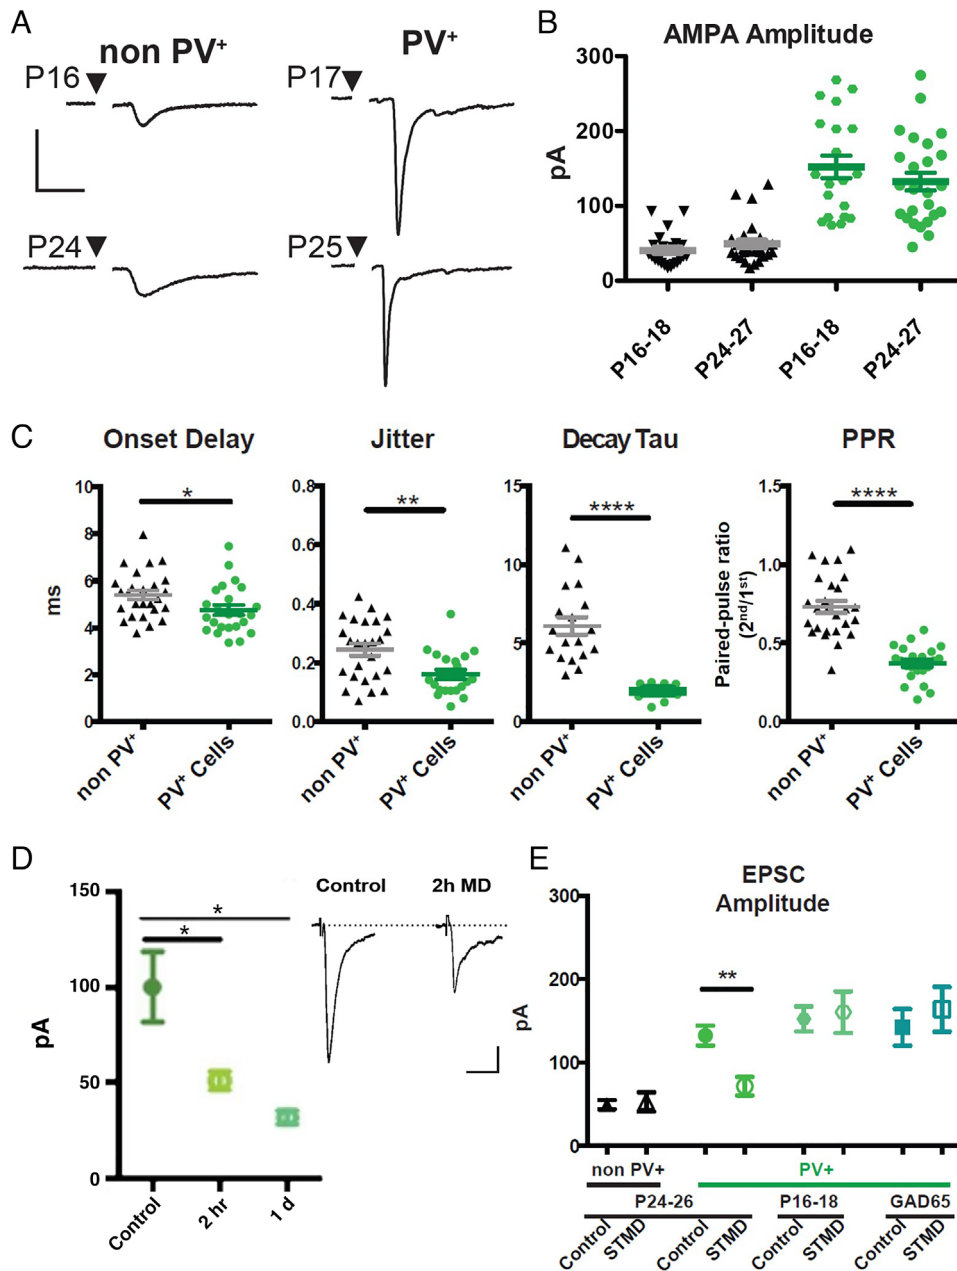 A
non PV+
PV+
P16
P17
P24
P25
B
AMPA Amplitude
300
200
100
0
pA
P16-18
P24-27
P16-18
P24-27
C
Onset Delay
Jitter
Decay Tau
PPR
10
8
6
4
2
0
ms
*
non PV+
PV+ Cells
0.8
0.6
0.4
0.2
0.0
**
non PV+
PV+ Cells
15
10
5
0
****
non PV+
PV+ Cells
Paired-pulse ratio
(2nd/1st)
1.5
1.0
0.5
0.0
****
non PV+
PV+ Cells
D
150
100
50
0
pA
*
*
Control
2 hr
1 d
Control
2h MD
E
EPSC
Amplitude
300
200
100
0
pA
**
non PV+
PV+
P24-26
P16-18
GAD65
Control
STMD
Control
STMD
Control
STMD
Control
STMD